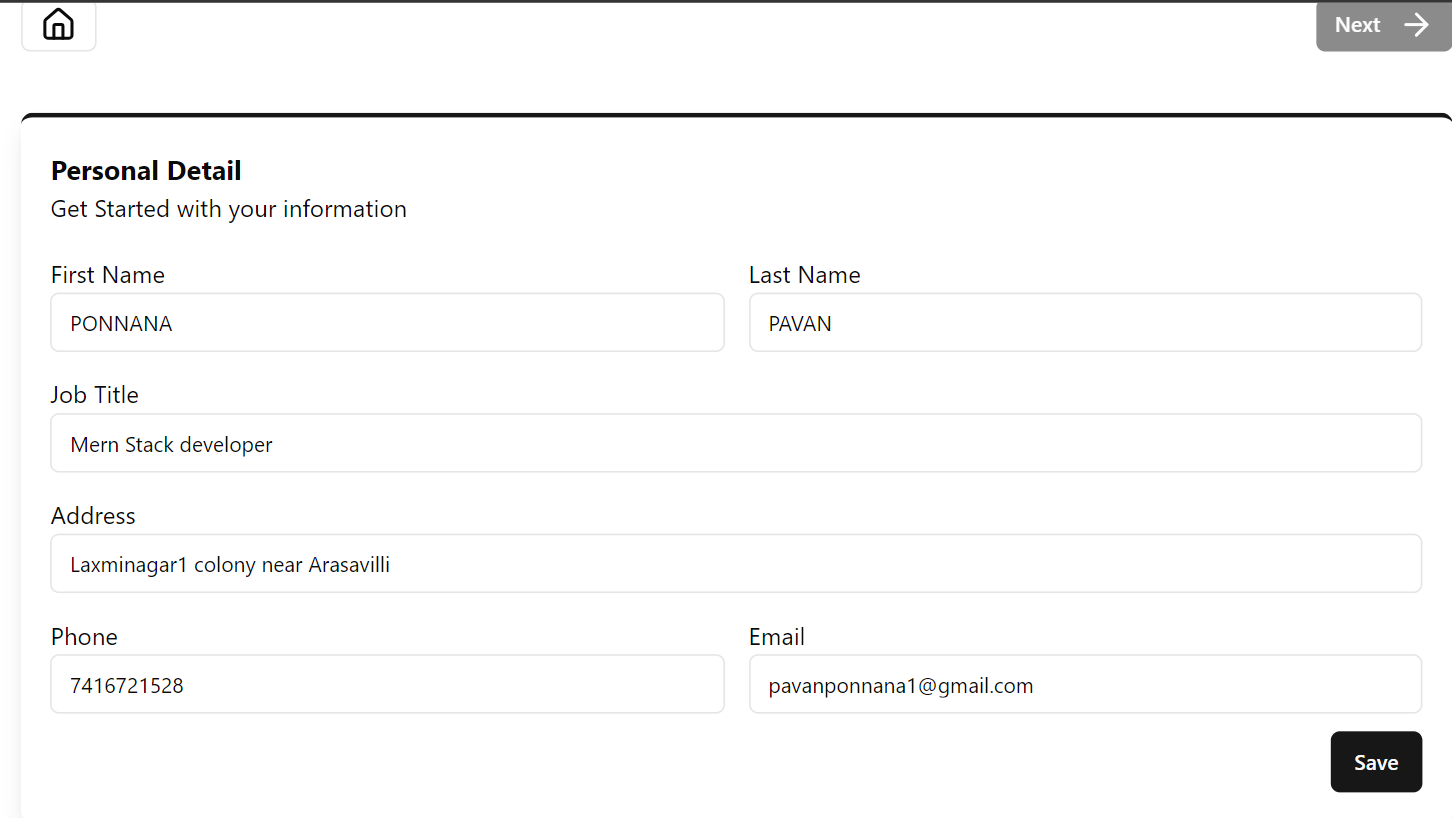 Next
Personal Detail
Get Started with your information
First Name Last Name
PONNANA PAVAN
Job Title
Mern Stack developer
Address
Laxminagar1 colony near Arasavilli
Phone Email
7416721528 pavanponnana1@gmail.com
Save